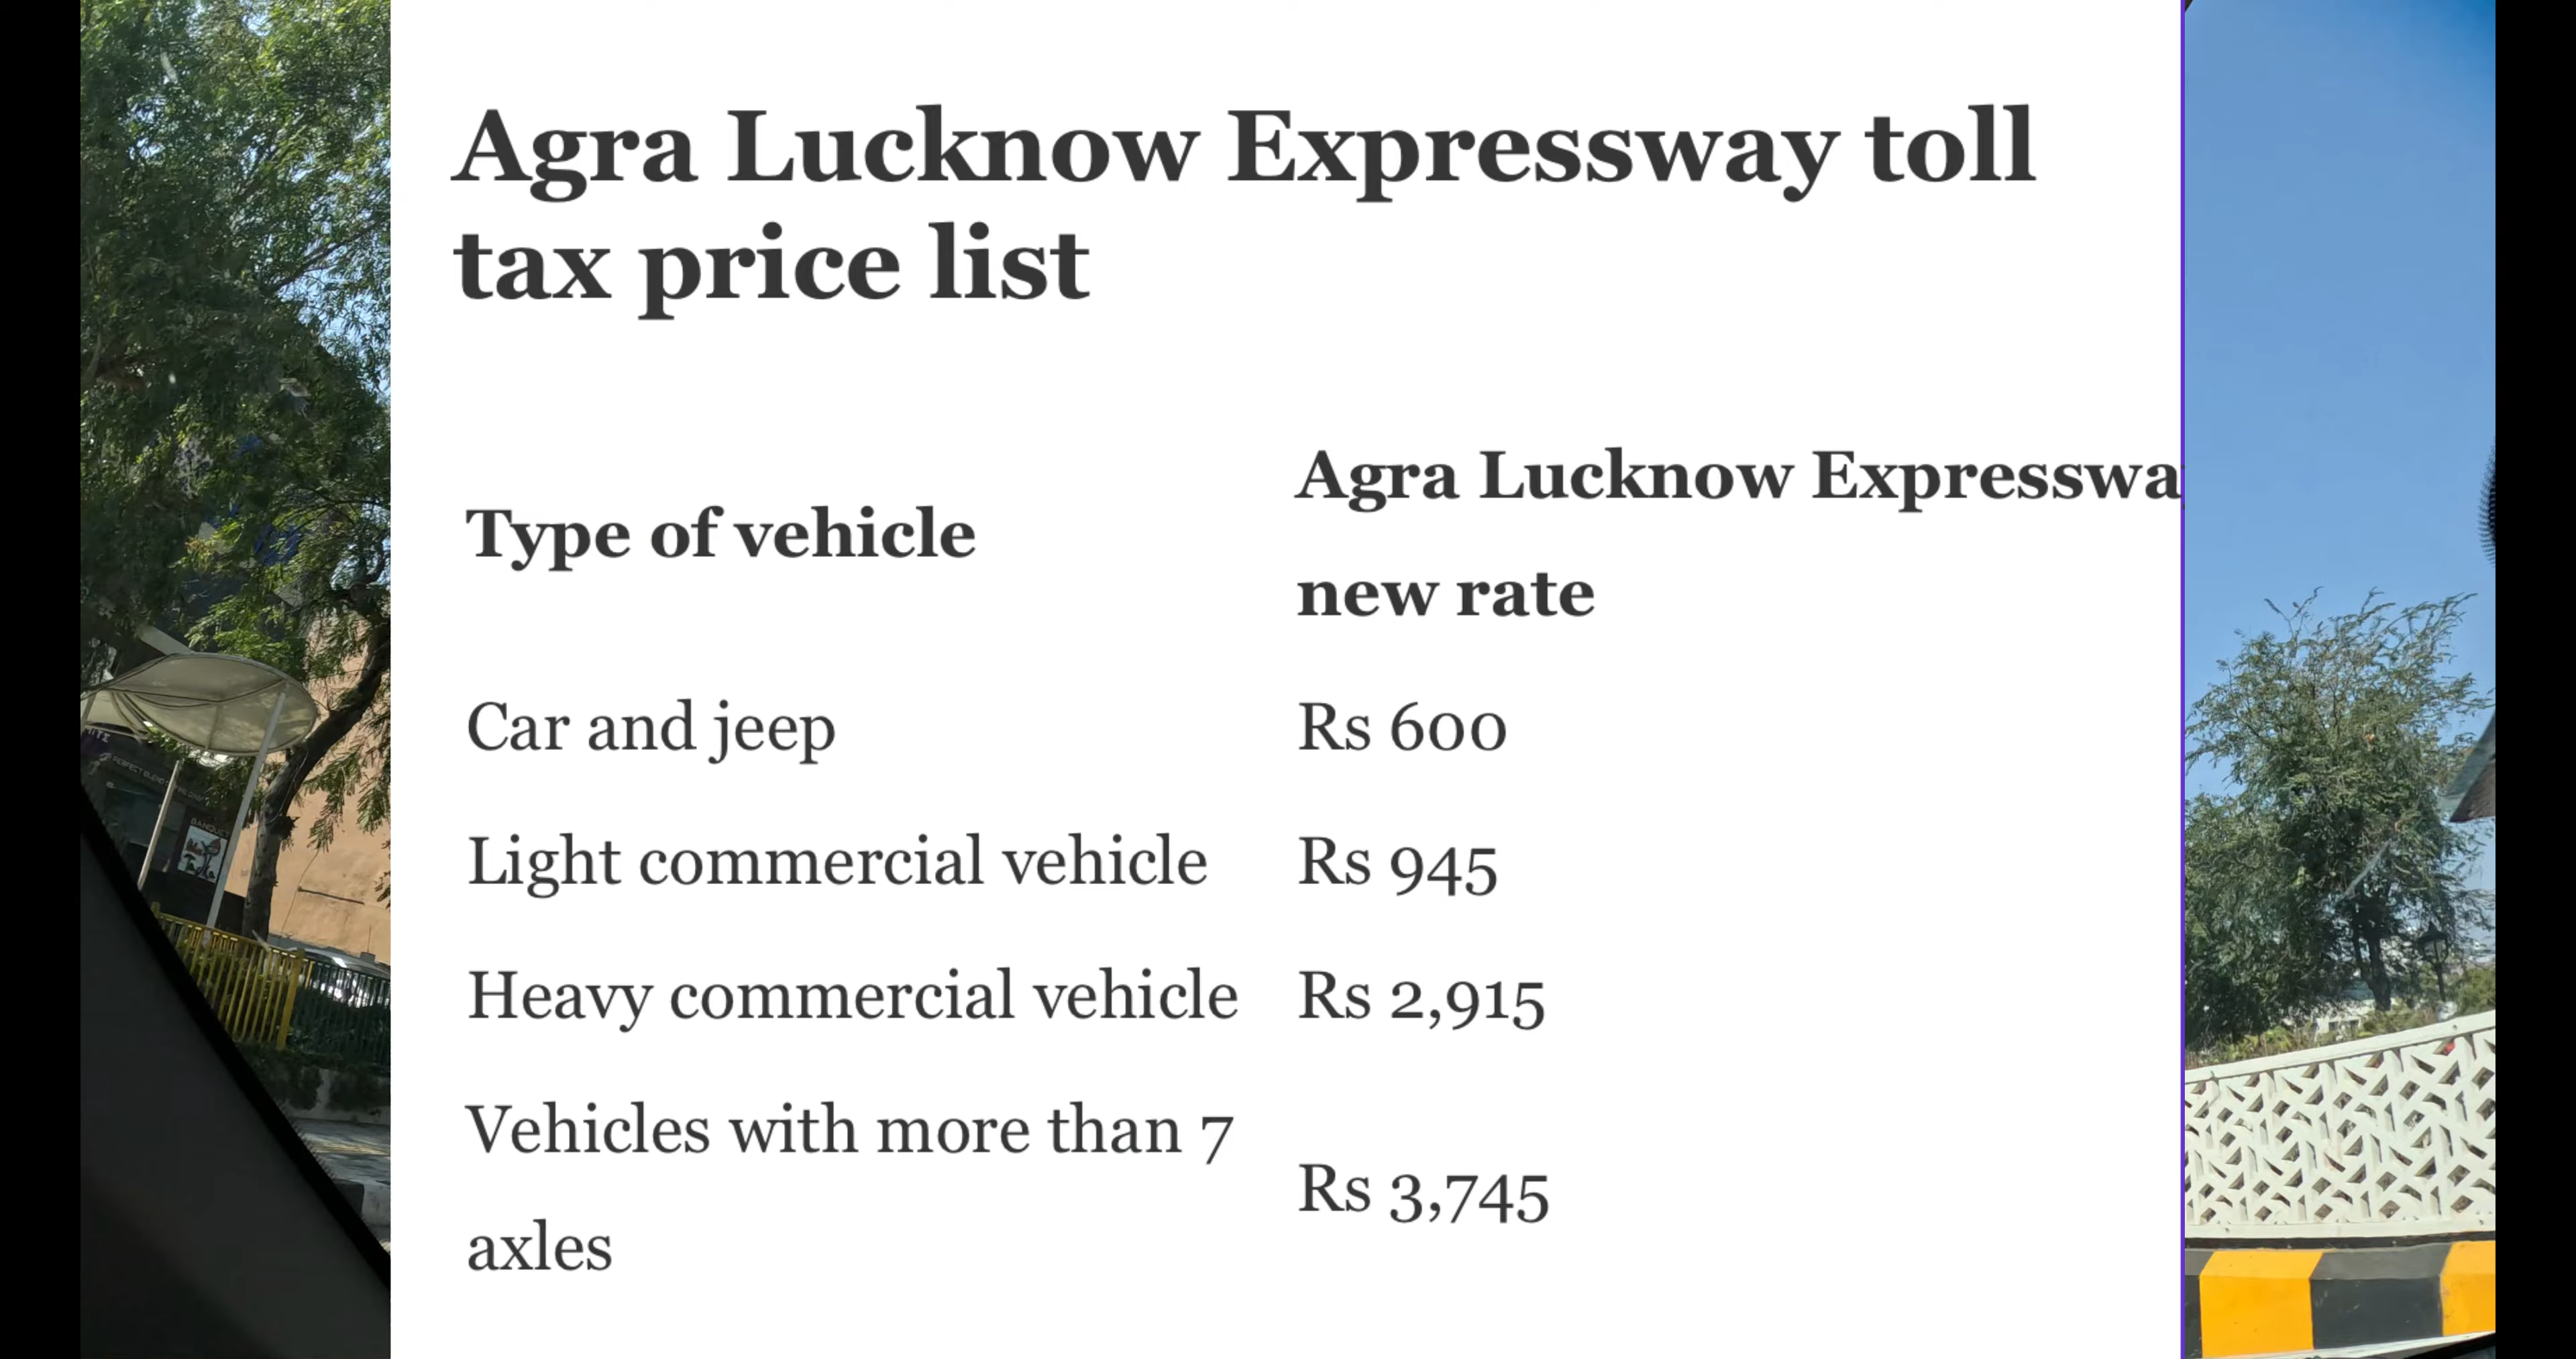 Agra Lucknow Expressway toll
tax price list
Type of vehicle
Agra Lucknow Expresswa
new rate
Car and jeep
Rs 600
Light commercial vehicle
Rs 945
Heavy commercial vehicle
Rs 2,915
Vehicles with more than 7
axles
Rs 3,745
PERFECT BLEND